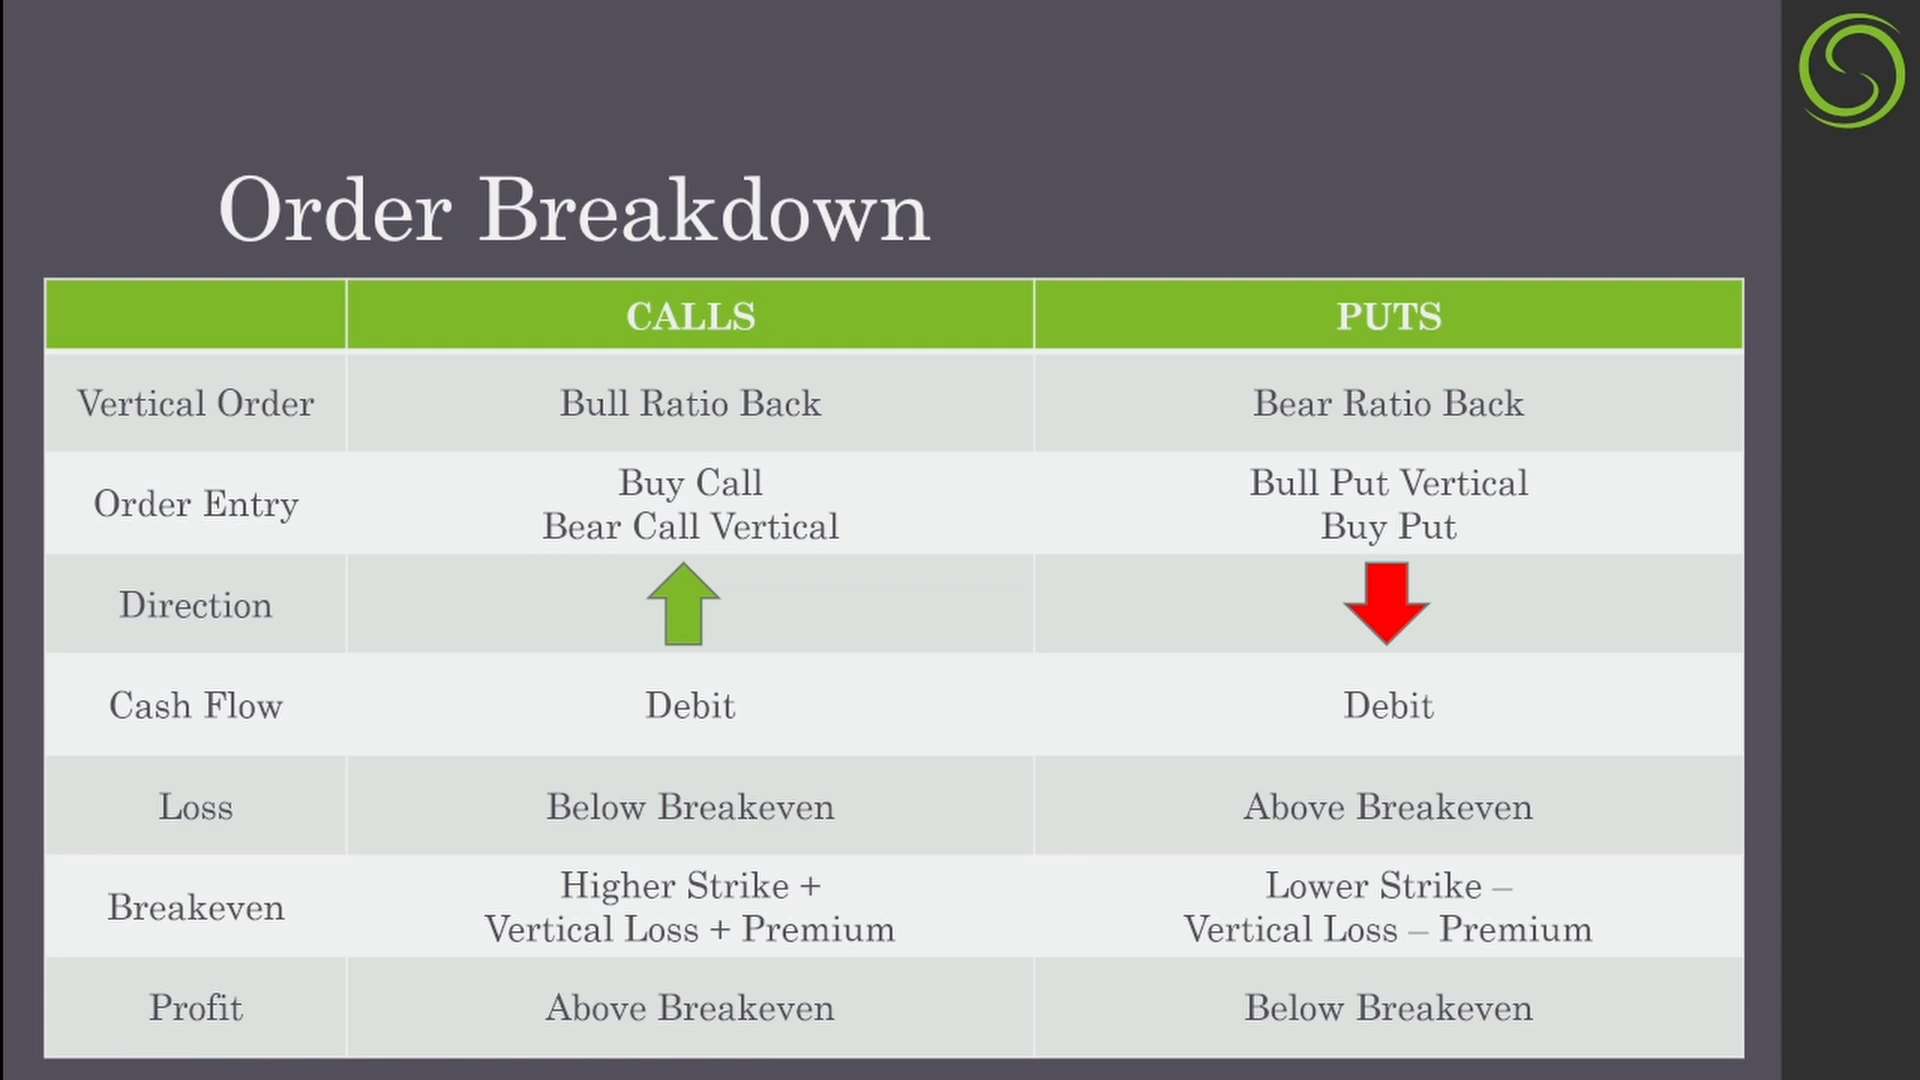 Order Breakdown
CALLS
PUTS
Vertical Order
Bull Ratio Back
Bear Ratio Back
Order Entry
Buy Call
Bear Call Vertical
Bull Put Vertical
Buy Put
Direction
Cash Flow
Debit
Debit
Loss
Below Breakeven
Above Breakeven
Breakeven
Higher Strike +
Vertical Loss + Premium
Lower Strike –
Vertical Loss – Premium
Profit
Above Breakeven
Below Breakeven